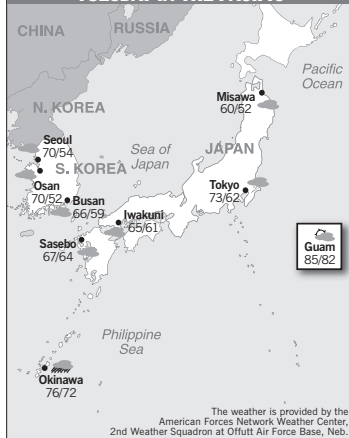 CHINA
RUSSIA
Pacific
Ocean
Misawa
60/52
N. KOREA
Seoul
70/54
Sea of
Japan
JAPAN
S. KOREA
Osan
70/52
Busan
66/59
Tokyo
73/62
Iwakuni
65/61
Sasebo
67/64
Guam
85/82
Philippine
Sea
Okinawa
76/72
The weather is provided by the
American Forces Network Weather Center,
2nd Weather Squadron at Offutt Air Force Base, Neb.